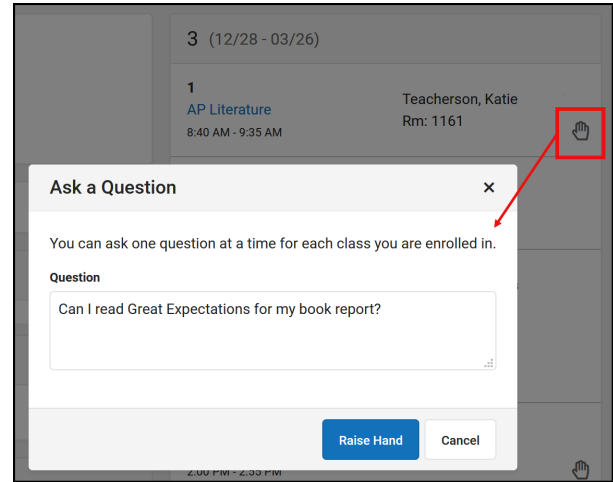 3 (12/28 - 03/26)
1
AP Literature
8:40 AM - 9:35 AM
Teacherson, Katie
Rm: 1161
Ask a Question
×
You can ask one question at a time for each class you are enrolled in.
Question
Can I read Great Expectations for my book report?
Raise Hand
Cancel
2:00 PM - 2:55 PM